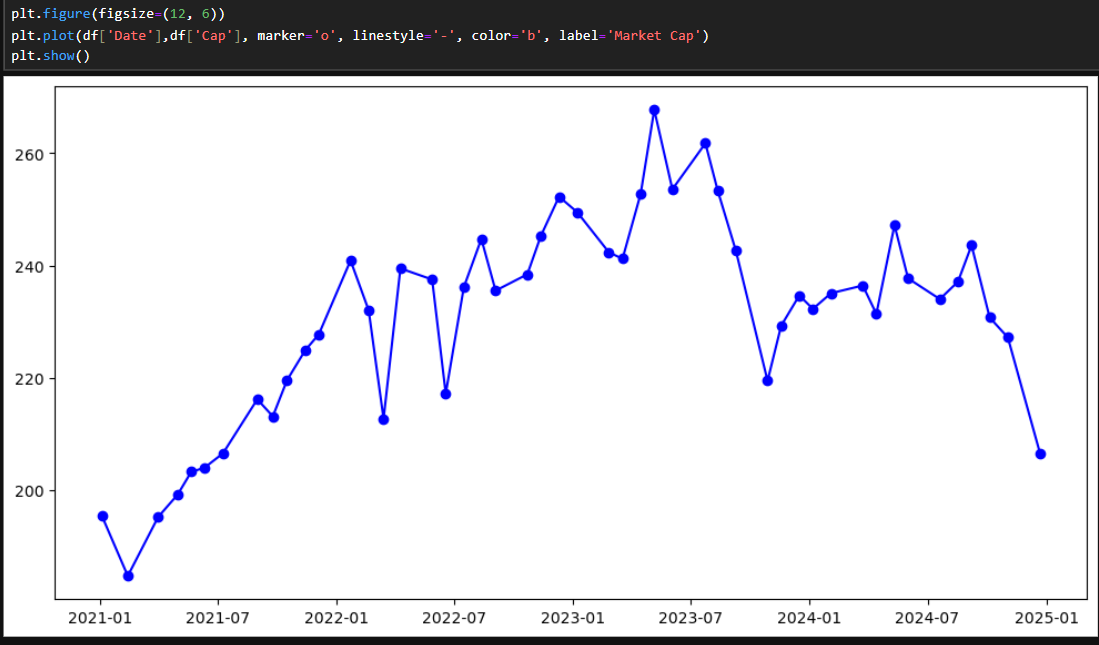 plt.figure(figsize=(12, 6))
plt.plot(df['Date'],df['Cap'], marker='o', linestyle='-', color='b', label='Market Cap')
plt.show()
260
240
220
200
2021-01 2021-07 2022-01 2022-07 2023-01 2023-07 2024-01 2024-07 2025-01